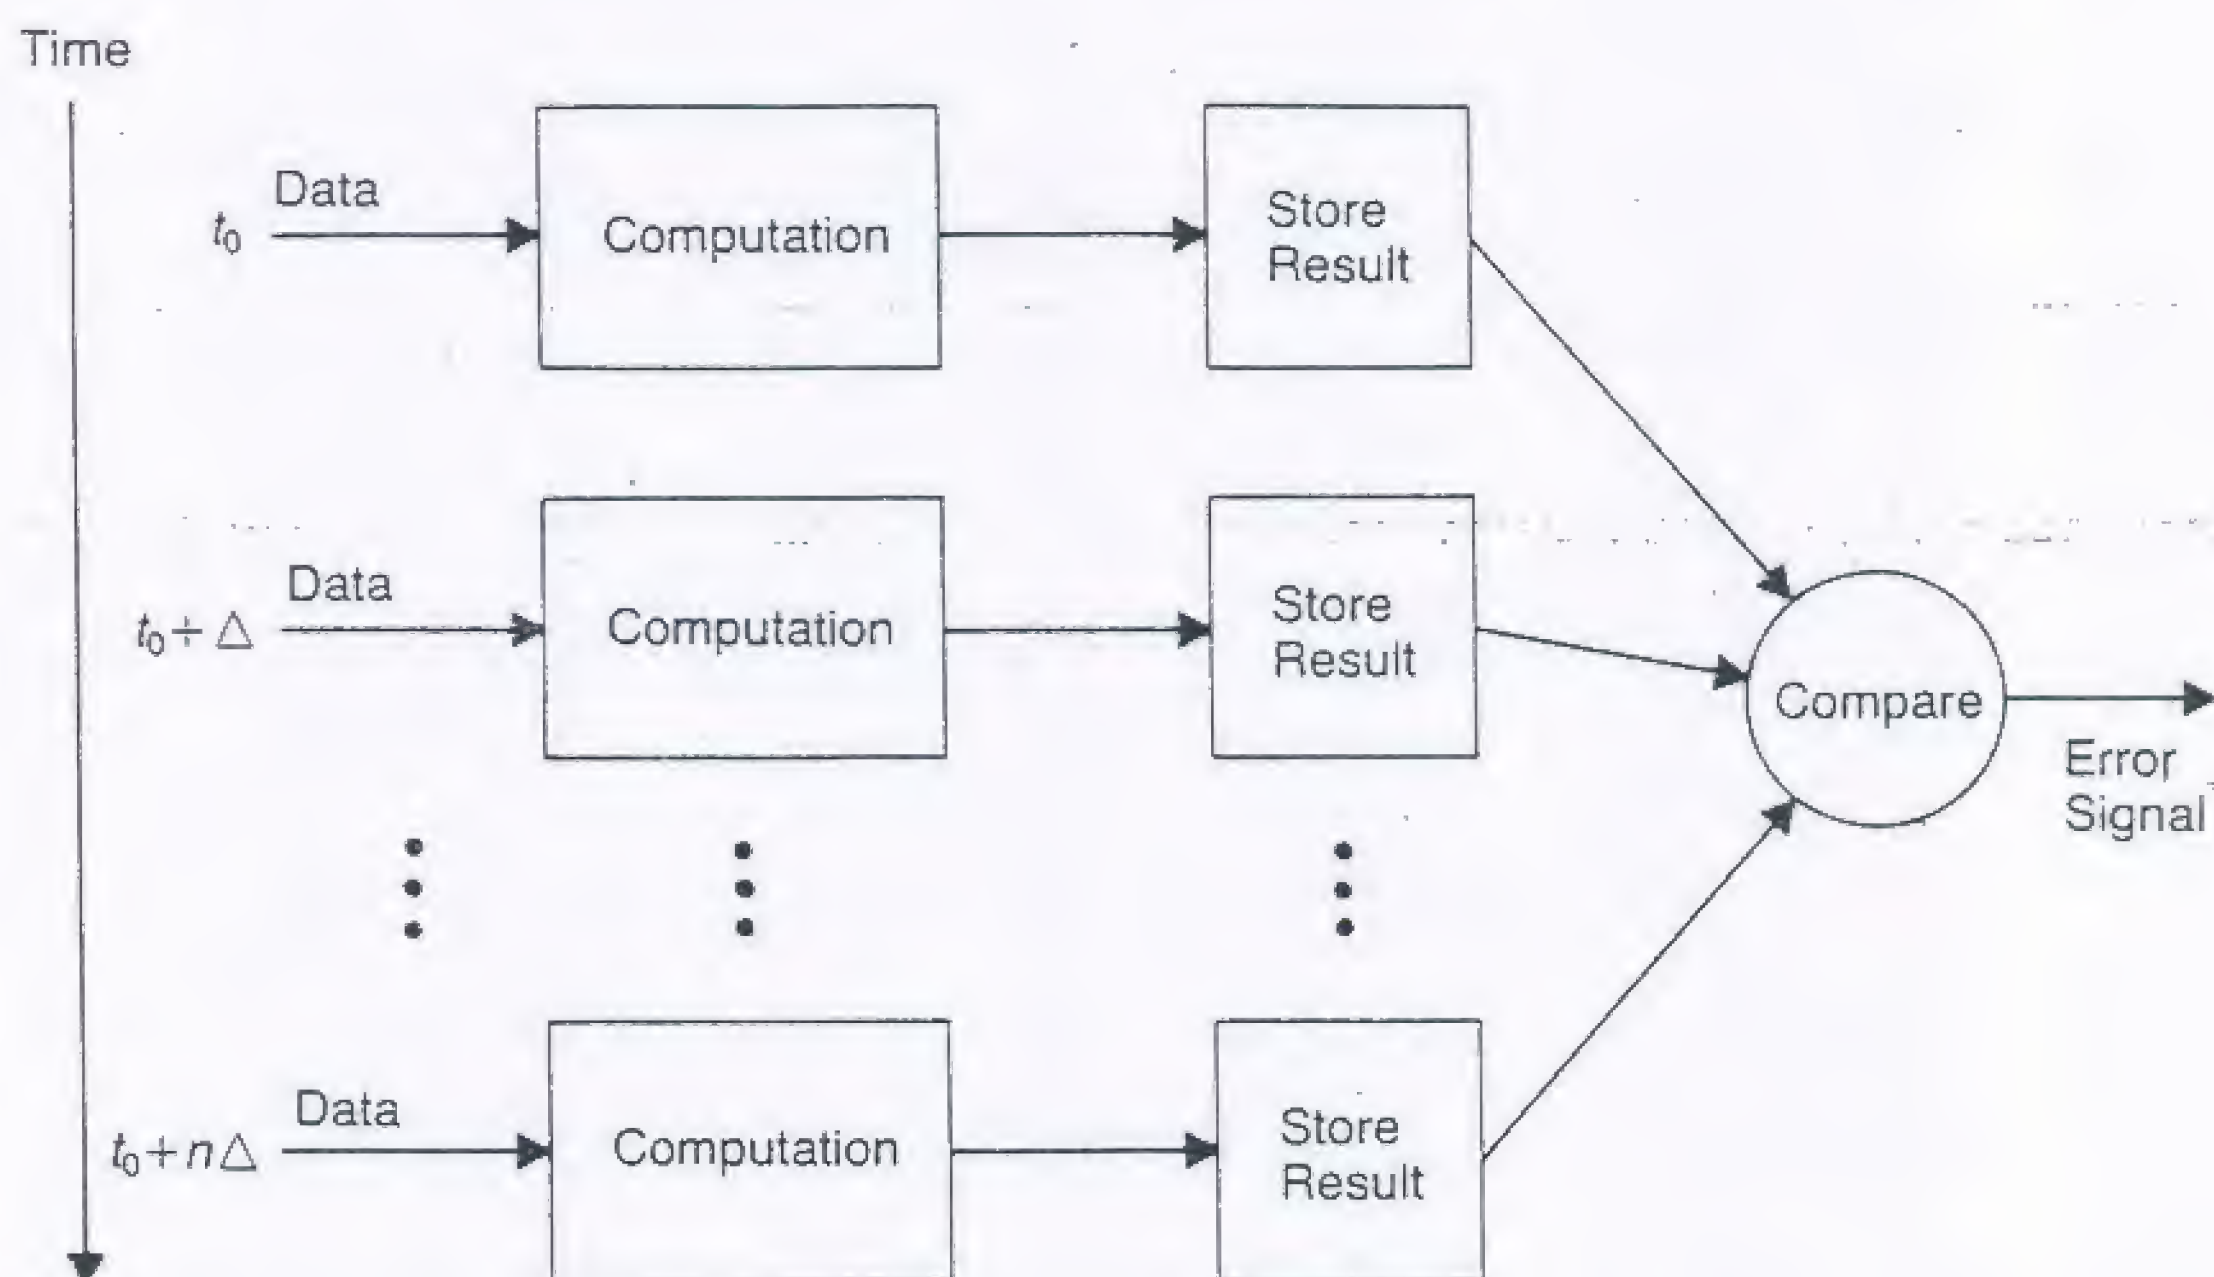 Time
Data
t₀
Computation
Store
Result
Data
t₀+ △
Computation
Store
Result
Compare
Error
Signal
Data
t₀+n△
Computation
Store
Result